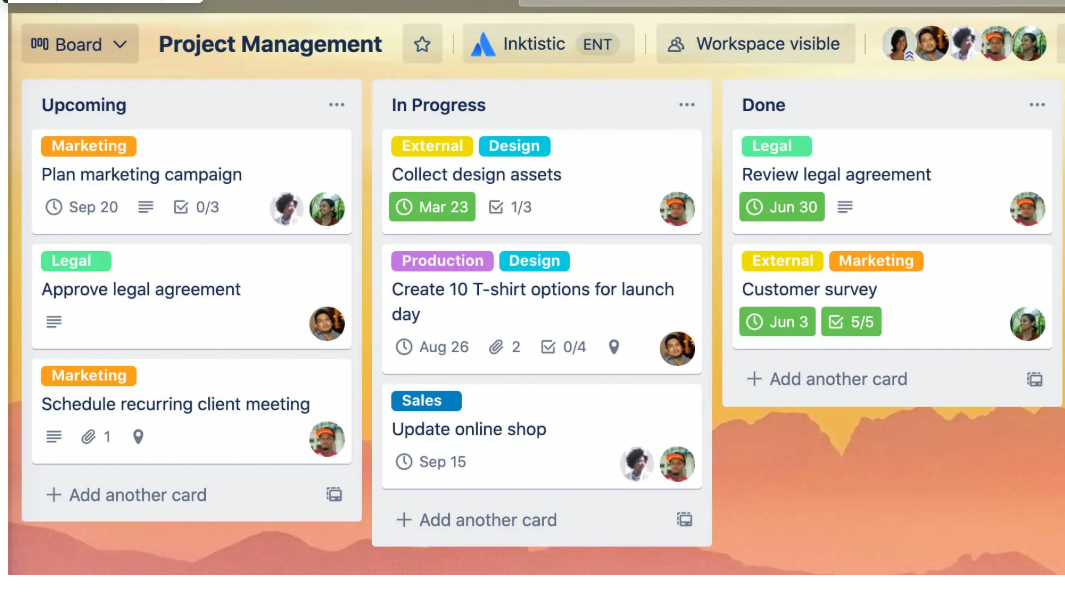 Board
Project Management
Inktistic ENT
Workspace visible
Upcoming
Marketing
Plan marketing campaign
Sep 20 0/3
Legal
Approve legal agreement
Marketing
Schedule recurring client meeting
1
+ Add another card
In Progress
External Design
Collect design assets
Mar 23 1/3
Production Design
Create 10 T-shirt options for launch
day
Aug 26 2 0/4
Sales
Update online shop
Sep 15
+ Add another card
Done
Legal
Review legal agreement
Jun 30
External Marketing
Customer survey
Jun 3 5/5
+ Add another card